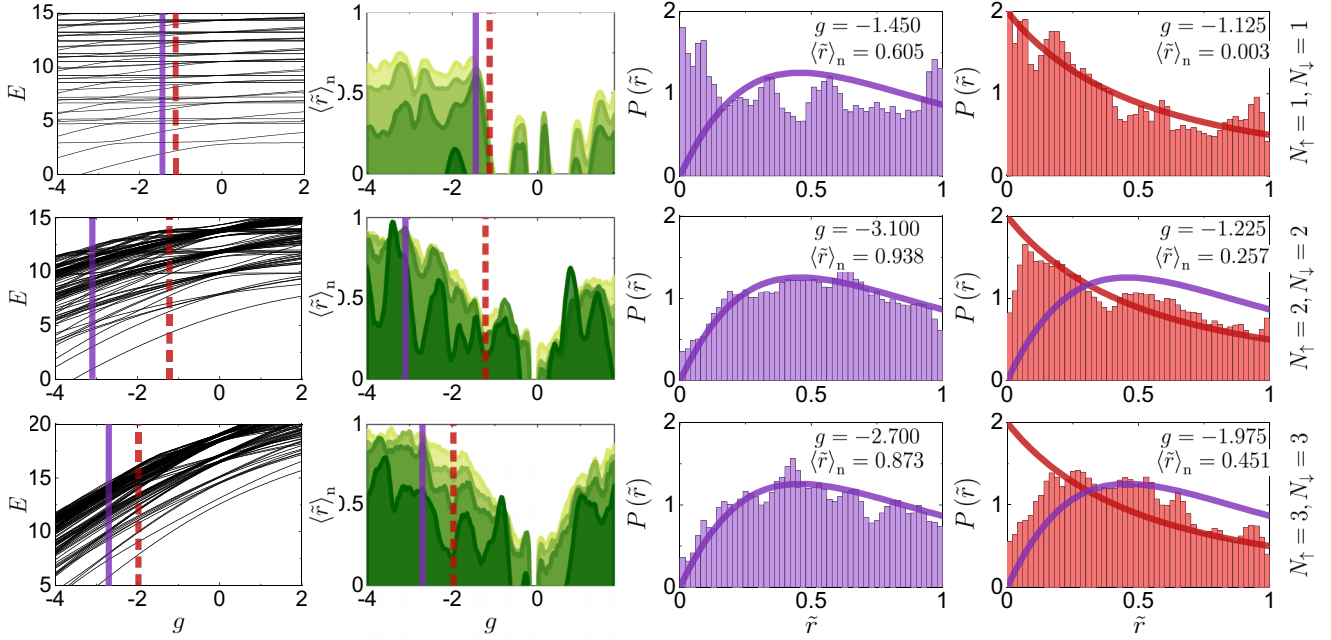 15
10
5
0
E
-4
-2
0
2
1
0.5
0
⟨r̃⟩ₙ
-4
-2
0
2
1
0
P (r̃)
g = −1.450
⟨r̃⟩ₙ = 0.605
0
0.5
1
2
1
0
P (r̃)
g = −1.125
⟨r̃⟩ₙ = 0.003
0
0.5
1
N↑ = 1, N↓ = 1
15
10
5
0
E
-4
-2
0
2
1
0.5
0
⟨r̃⟩ₙ
-4
-2
0
2
1
0
P (r̃)
g = −3.100
⟨r̃⟩ₙ = 0.938
0
0.5
1
2
1
0
P (r̃)
g = −1.225
⟨r̃⟩ₙ = 0.257
0
0.5
1
N↑ = 2, N↓ = 2
20
15
10
5
E
-4
-2
0
2
g
1
0.5
0
⟨r̃⟩ₙ
-4
-2
0
g
2
1
0
P (r̃)
g = −2.700
⟨r̃⟩ₙ = 0.873
0
0.5
1
r̃
2
1
0
P (r̃)
g = −1.975
⟨r̃⟩ₙ = 0.451
0
0.5
1
r̃
N↑ = 3, N↓ = 3